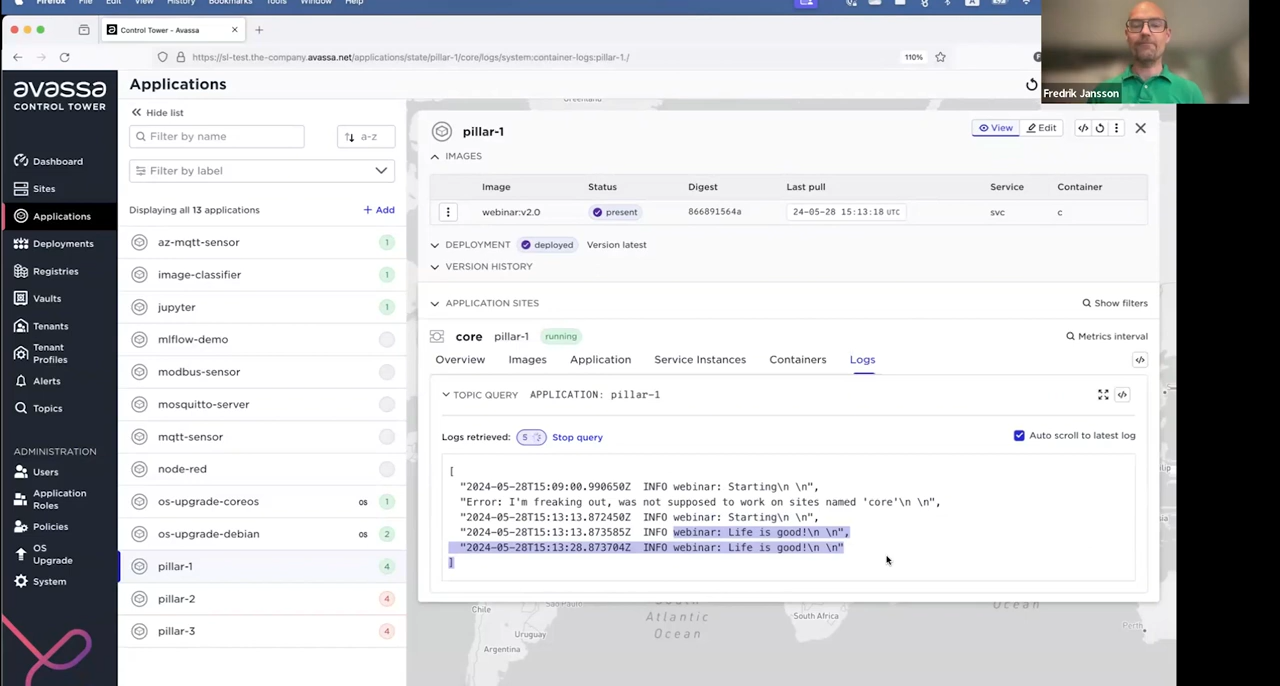 Firefox File Edit View History Bookmarks Tools Window Help
Control Tower - Avassa
https://sl-test.the-company.avassa.net/applications/state/pillar-1/core/logs/system:container-logs:pillar-1./
110%
Fredrik Jansson
avassa
CONTROL TOWER
Dashboard
Sites
Applications
Deployments
Registries
Vaults
Tenants
Tenant
Profiles
Alerts
Topics
ADMINISTRATION
Users
Application
Roles
Policies
OS
Upgrade
System
Applications
Hide list
Filter by name
a-z
Filter by label
Displaying all 13 applications
+ Add
az-mqtt-sensor 1
image-classifier 1
jupyter 1
mlflow-demo
modbus-sensor
mosquitto-server
mqtt-sensor
node-red
os-upgrade-coreos os 1
os-upgrade-debian os 2
pillar-1 4
pillar-2 4
pillar-3 4
pillar-1
View Edit
IMAGES
Image Status Digest Last pull Service Container
webinar:v2.0 present 866891564a 24-05-28 15:13:18 UTC svc c
DEPLOYMENT deployed Version latest
VERSION HISTORY
APPLICATION SITES
Show filters
core pillar-1 running
Metrics interval
Overview Images Application Service Instances Containers Logs
TOPIC QUERY APPLICATION: pillar-1
Logs retrieved: 5 Stop query
Auto scroll to latest log
[
"2024-05-28T15:09:00.990650Z INFO webinar: Starting\n \n",
"Error: I'm freaking out, was not supposed to work on sites named 'core'\n \n",
"2024-05-28T15:13:13.872450Z INFO webinar: Starting\n \n",
"2024-05-28T15:13:13.873585Z INFO webinar: Life is good!\n \n",
"2024-05-28T15:13:28.873704Z INFO webinar: Life is good!\n \n"
]
Chile
South
Atlantic
Ocean
Uruguay
Argentina
South Africa
Ocean
Perth